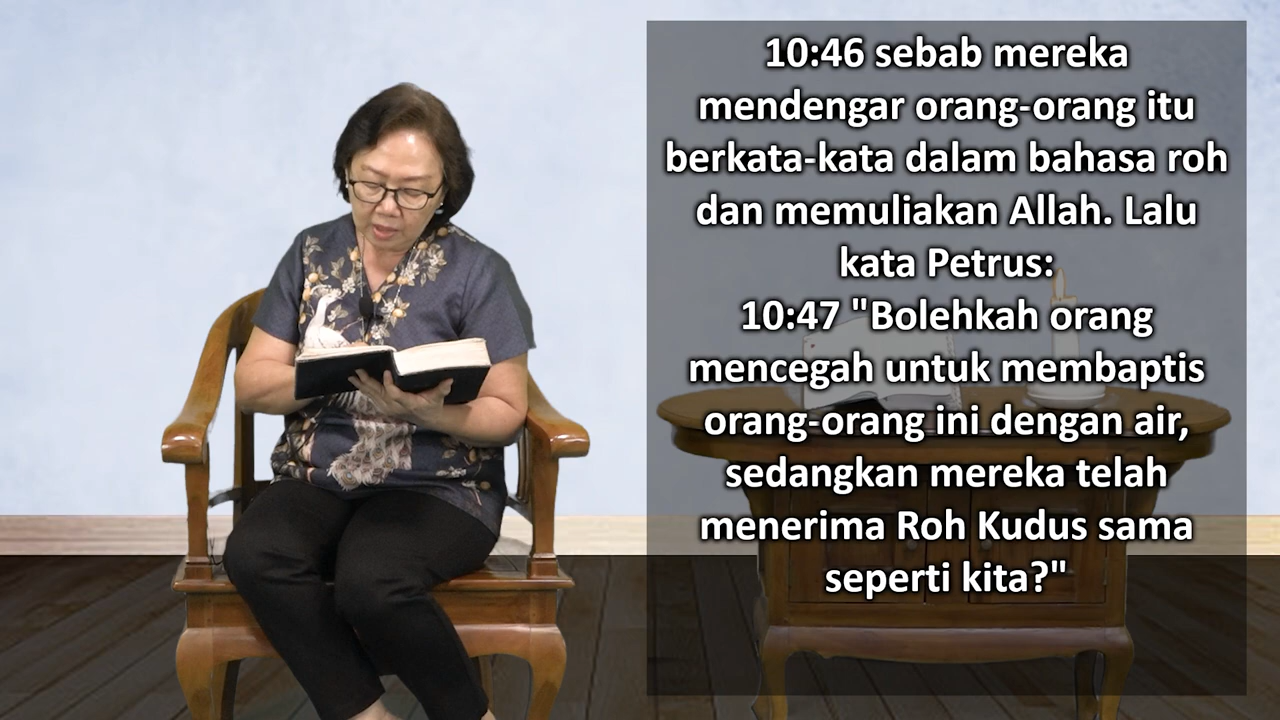 10:46 sebab mereka
mendengar orang-orang itu
berkata-kata dalam bahasa roh
dan memuliakan Allah. Lalu
kata Petrus:
10:47 "Bolehkah orang
mencegah untuk membaptis
orang-orang ini dengan air,
sedangkan mereka telah
menerima Roh Kudus sama
seperti kita?"